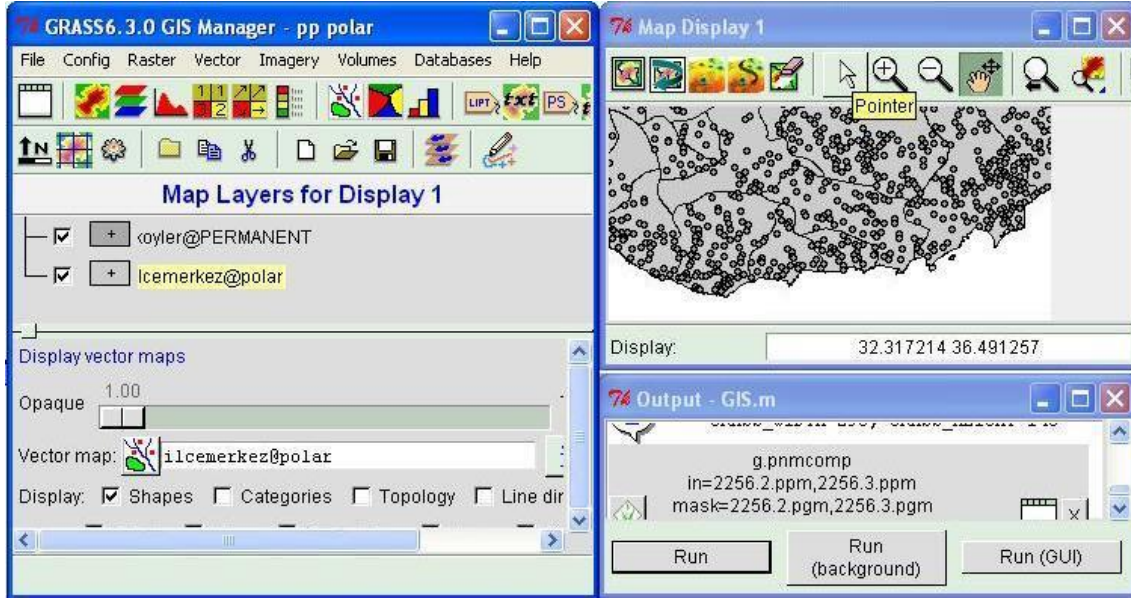 GRASS6.3.0 GIS Manager - pp polar
File Config Raster Vector Imagery Volumes Databases Help
Map Layers for Display 1
koyler@PERMANENT
lcemerkez@polar
Display vector maps
Opaque 1.00
Vector map: ilcemerkez@polar
Display: Shapes Categories Topology Line dir
Map Display 1
Pointer
Display: 32.317214 36.491257
Output - GIS.m
g.pnmcomp
in=2256.2.ppm,2256.3.ppm
mask=2256.2.pgm,2256.3.pgm
Run
Run
(background)
Run (GUI)